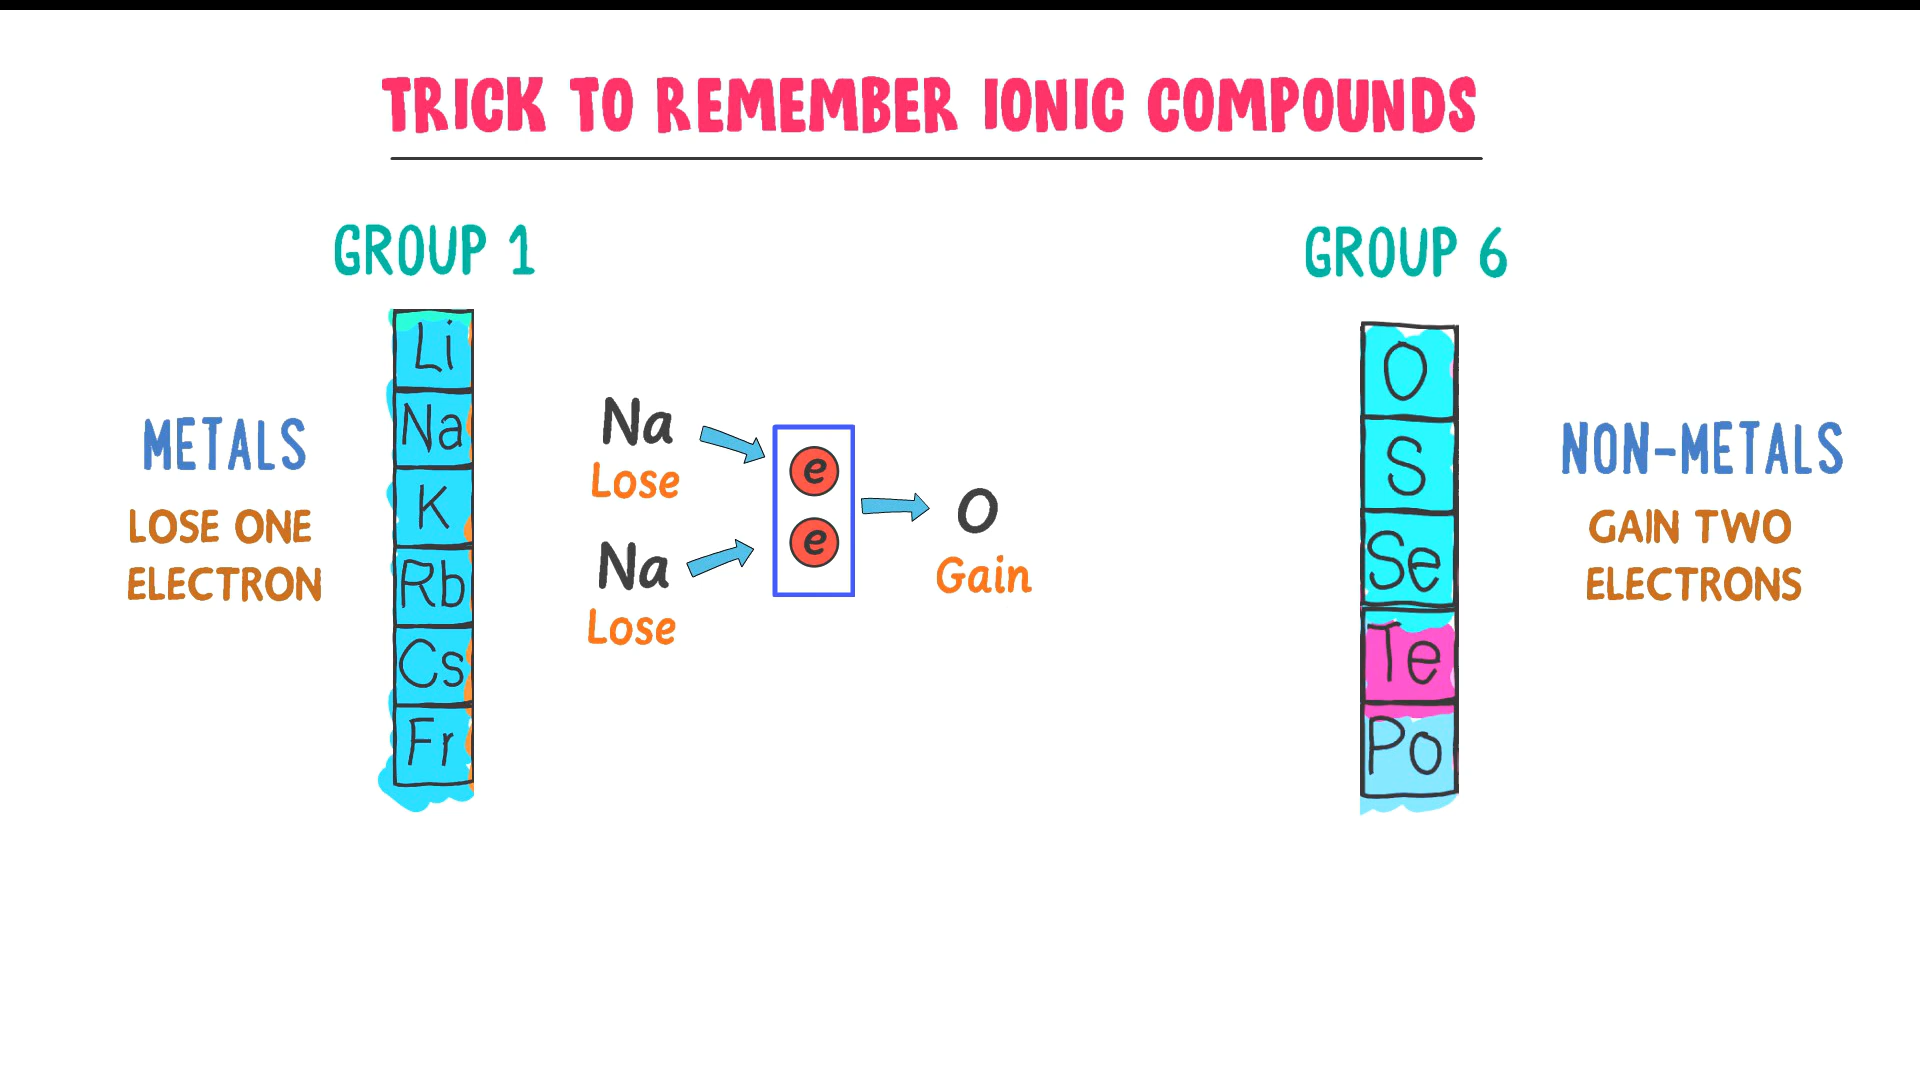 TRICK TO REMEMBER IONIC COMPOUNDS
GROUP 1
Li
Na
K
Rb
Cs
Fr
METALS
LOSE ONE
ELECTRON
Na
Lose
Na
Lose
e
e
O
Gain
GROUP 6
O
S
Se
Te
Po
NON-METALS
GAIN TWO
ELECTRONS